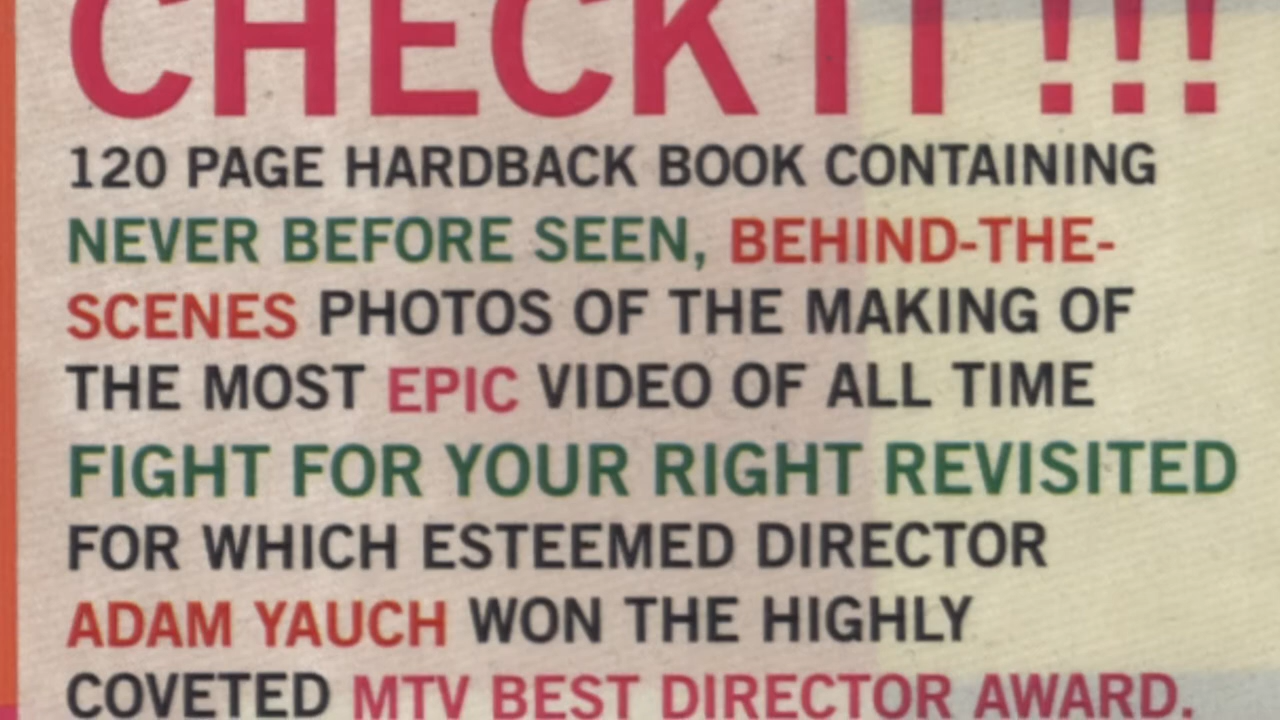 CHECK IT !!!
120 PAGE HARDBACK BOOK CONTAINING
NEVER BEFORE SEEN, BEHIND-THE-
SCENES PHOTOS OF THE MAKING OF
THE MOST EPIC VIDEO OF ALL TIME
FIGHT FOR YOUR RIGHT REVISITED
FOR WHICH ESTEEMED DIRECTOR
ADAM YAUCH WON THE HIGHLY
COVETED MTV BEST DIRECTOR AWARD.